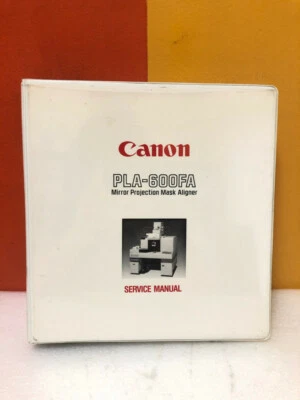 Canon
PLA-600FA
Mirror Projection Mask Aligner
SERVICE MANUAL